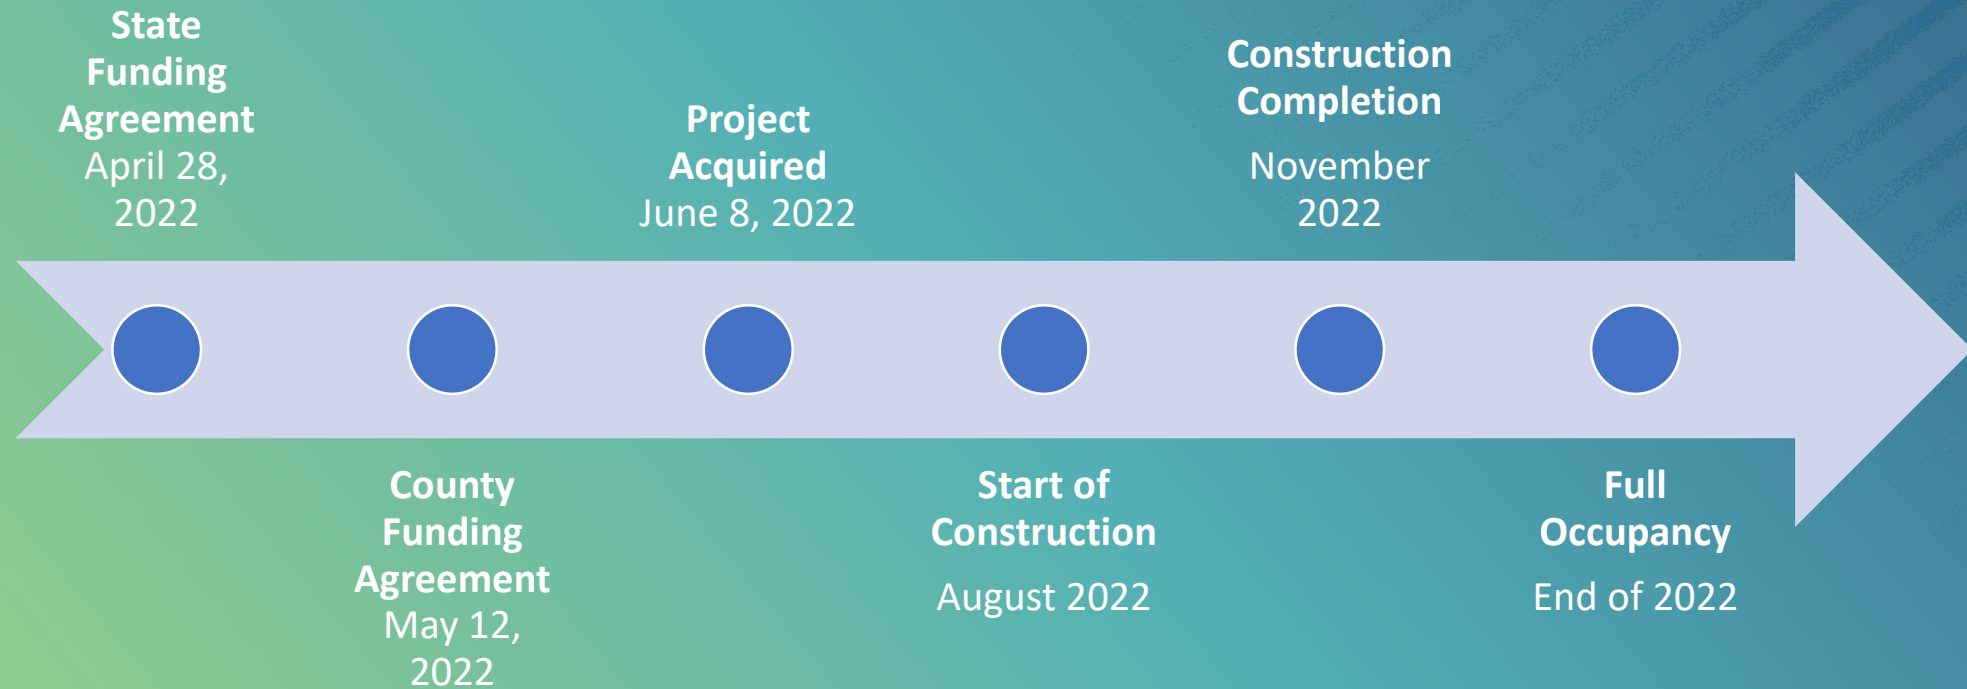 State
Funding
Agreement
April 28,
2022
County
Funding
Agreement
May 12,
2022
Project
Acquired
June 8, 2022
Start of
Construction
August 2022
Construction
Completion
November
2022
Full
Occupancy
End of 2022